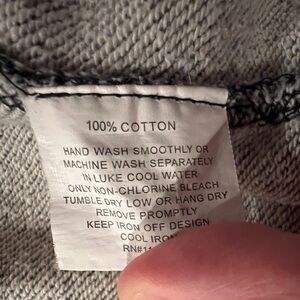 100% COTTON
HAND WASH SMOOTHLY OR
MACHINE WASH SEPARATELY
IN LUKE COOL WATER
ONLY NON-CHLORINE BLEACH
TUMBLE DRY LOW OR HANG DRY
REMOVE PROMPTLY
KEEP IRON OFF DESIGN
COOL IRON